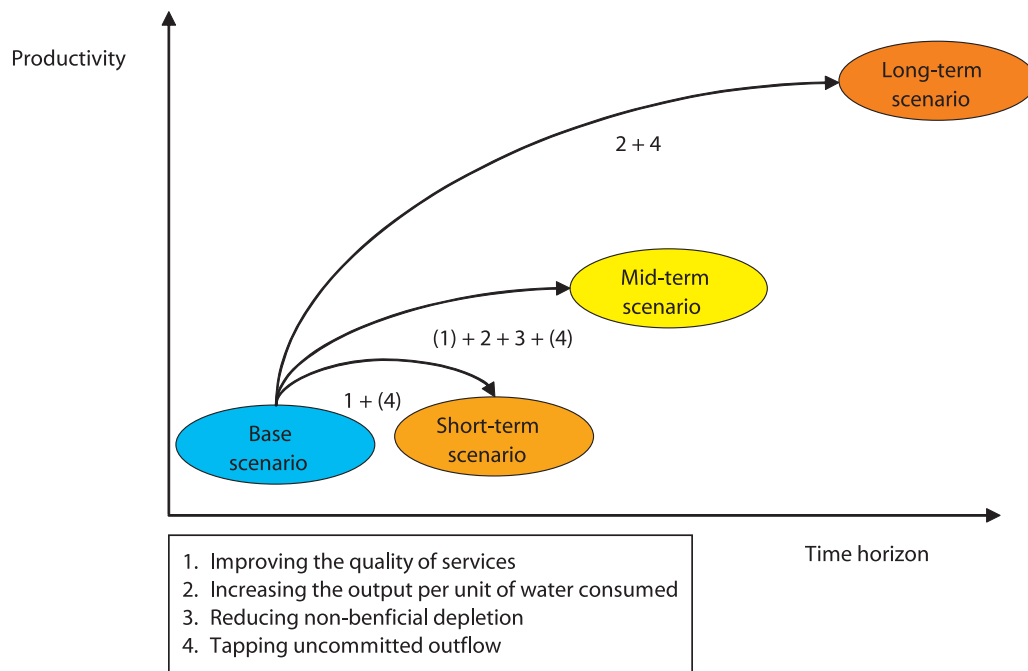 Productivity
Long-term
scenario
2 + 4
Mid-term
scenario
(1) + 2 + 3 + (4)
1 + (4)
Short-term
scenario
Base
scenario
Time horizon
1. Improving the quality of services
2. Increasing the output per unit of water consumed
3. Reducing non-benficial depletion
4. Tapping uncommitted outflow